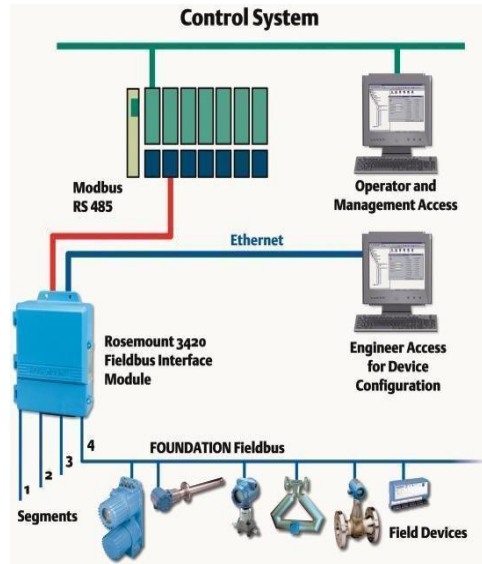 Control System
Modbus
RS 485
Operator and
Management Access
Ethernet
Rosemount 3420
Fieldbus Interface
Module
Engineer Access
for Device
Configuration
4
3
2
1
FOUNDATION Fieldbus
Segments
Field Devices